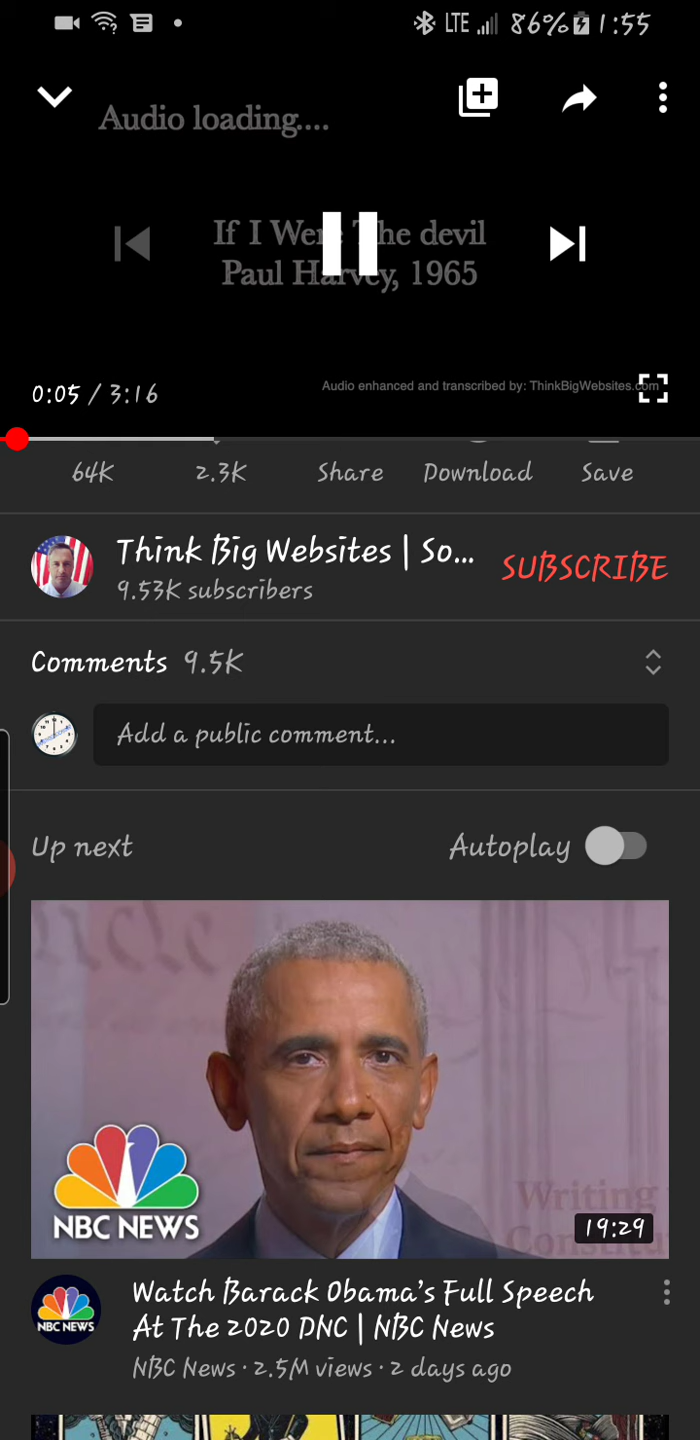 LTE 86% 1:55
Audio loading....
If I Were The devil
Paul Harvey, 1965
Audio enhanced and transcribed by: ThinkBigWebsites.com
0:05 / 3:16
64K 2.3K Share Download Save
Think Big Websites | So... SUBSCRIBE
9.53K subscribers
Comments 9.5K
Add a public comment...
Up next Autoplay
Writing
NBC NEWS
19:29
NBC NEWS
Watch Barack Obama's Full Speech
At The 2020 DNC | NBC News
NBC News · 2.5M views · 2 days ago